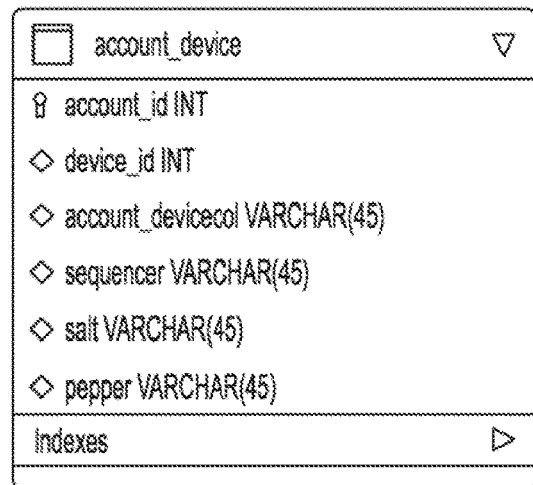 account_device
account_id INT
device_id INT
account_devicecol VARCHAR(45)
sequencer VARCHAR(45)
salt VARCHAR(45)
pepper VARCHAR(45)
Indexes